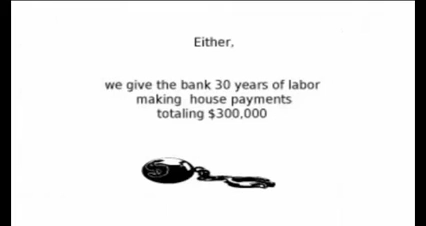 Either,
we give the bank 30 years of labor
making house payments
totaling $300,000